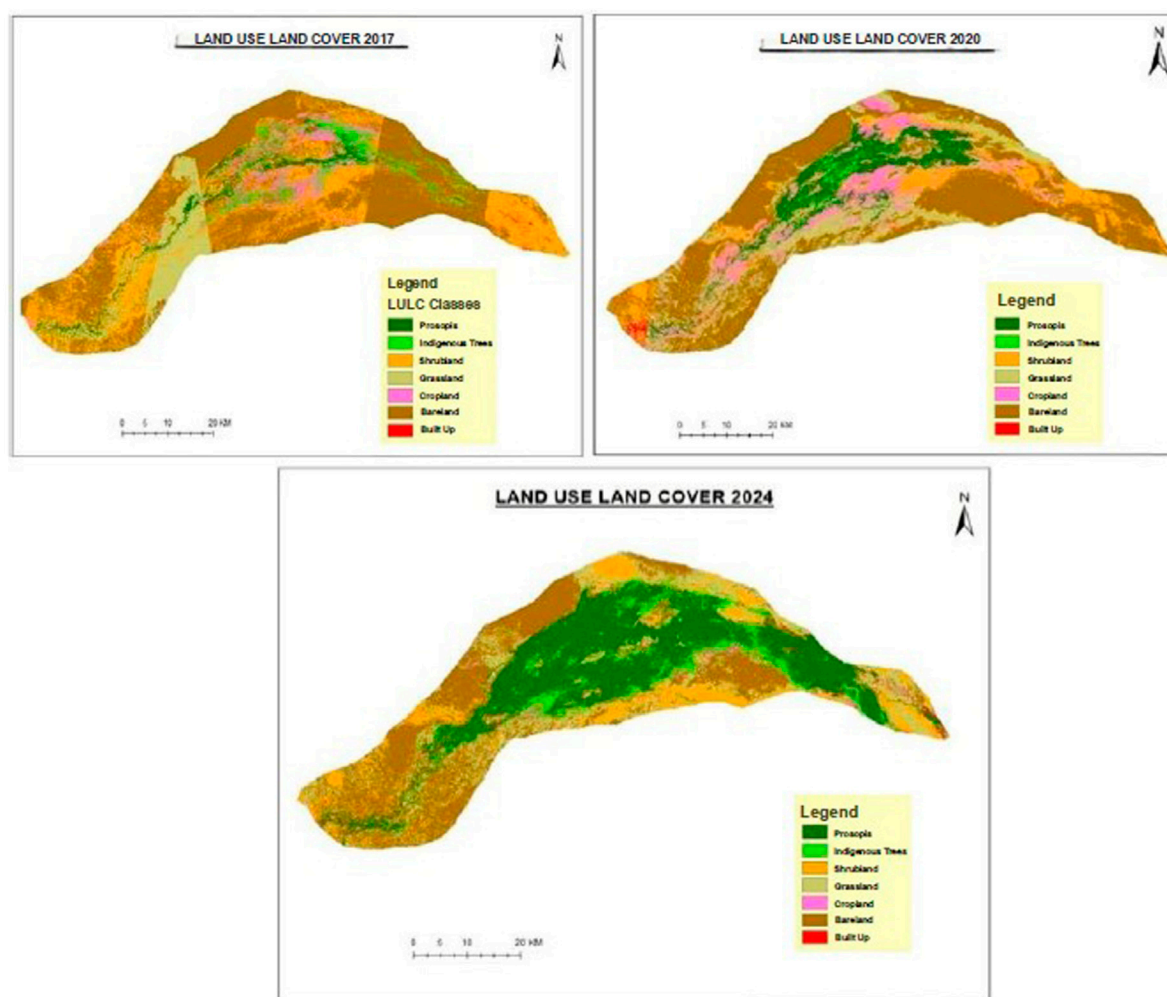 LAND USE LAND COVER 2017
N
Legend
LULC Classes
Prosopis
Indigenous Trees
Shrubland
Grassland
Cropland
Bareland
Built Up
0 5 10 20 KM
LAND USE LAND COVER 2020
N
Legend
Prosopis
Indigenous Trees
Shrubland
Grassland
Cropland
Bareland
Built Up
0 5 10 20 KM
LAND USE LAND COVER 2024
N
Legend
Prosopis
Indigenous Trees
Shrubland
Grassland
Cropland
Bareland
Built Up
0 5 10 20 KM